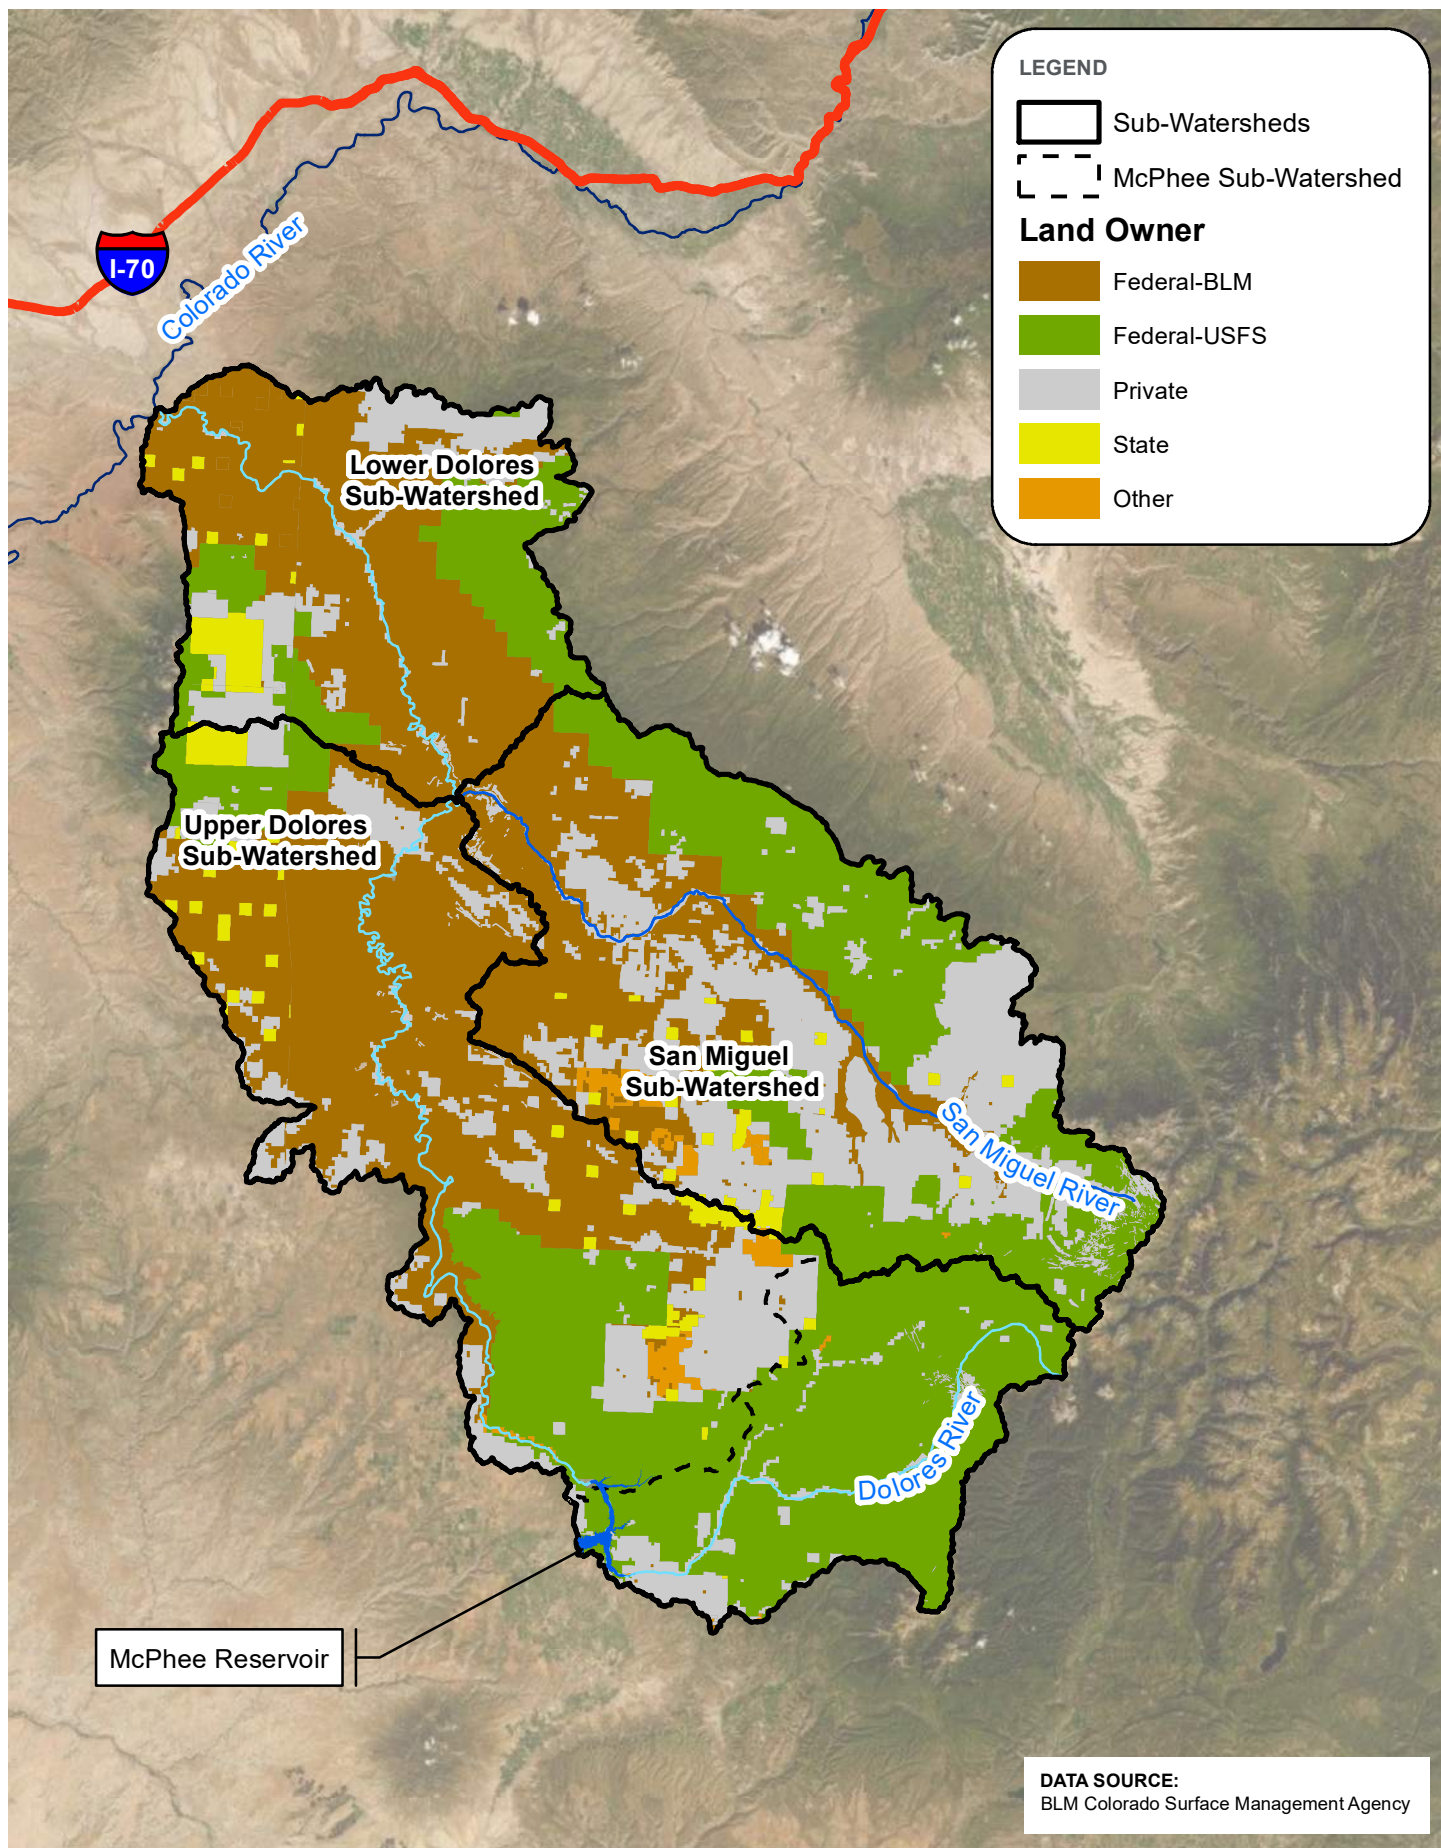 LEGEND
Sub-Watersheds
McPhee Sub-Watershed
Land Owner
Federal-BLM
Federal-USFS
Private
State
Other
I-70
Colorado River
Lower Dolores
Sub-Watershed
Upper Dolores
Sub-Watershed
San Miguel
Sub-Watershed
San Miguel River
Dolores River
McPhee Reservoir
DATA SOURCE:
BLM Colorado Surface Management Agency